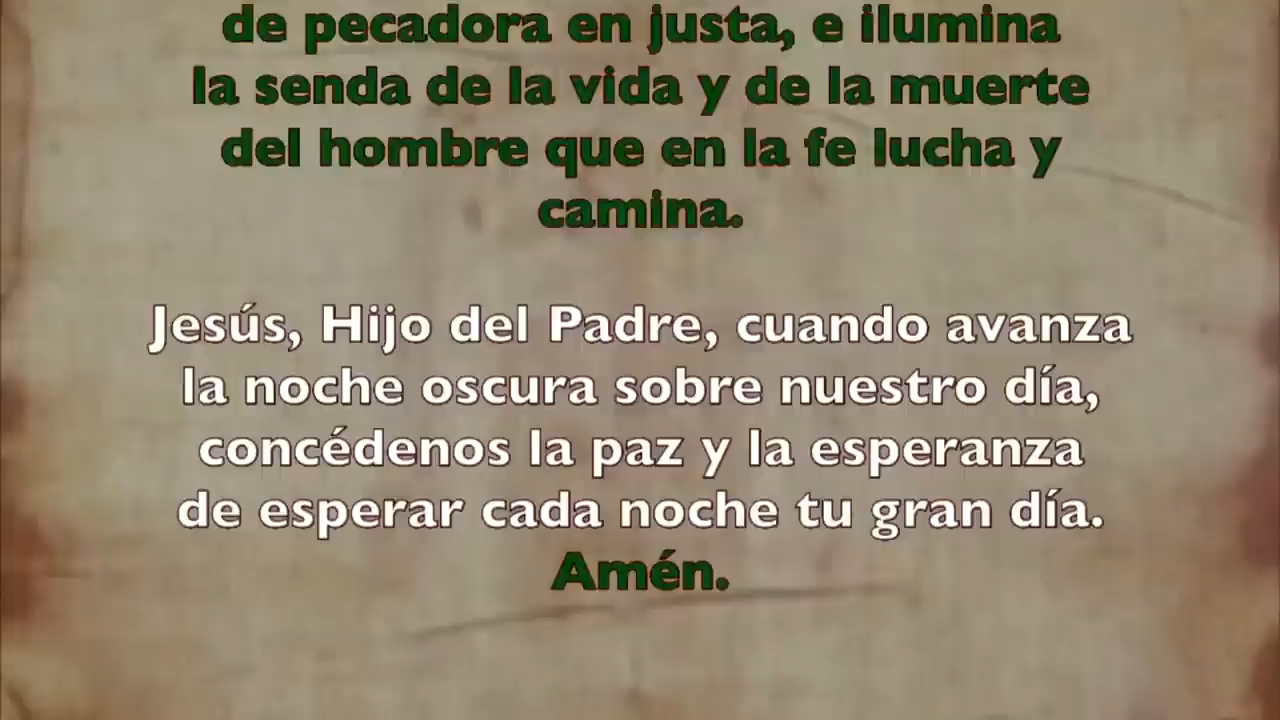 de pecadora en justa, e ilumina
la senda de la vida y de la muerte
del hombre que en la fe lucha y
camina.
Jesús, Hijo del Padre, cuando avanza
la noche oscura sobre nuestro día,
concédenos la paz y la esperanza
de esperar cada noche tu gran día.
Amén.